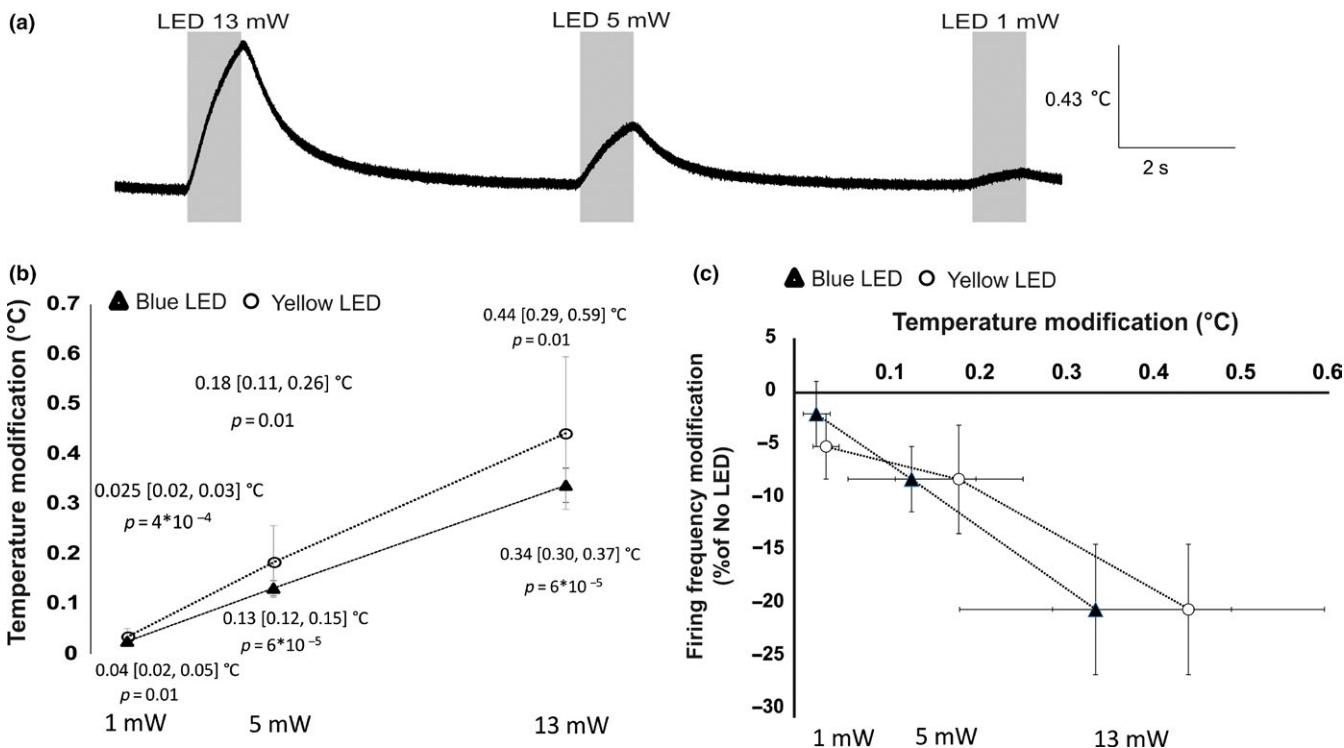 (a)
LED 13 mW
LED 5 mW
LED 1 mW
0.43 °C
2 s
(b)
▲ Blue LED ○ Yellow LED
Temperature modification (°C)
0.7
0.6
0.5
0.4
0.3
0.2
0.1
0
0.44 [0.29, 0.59] °C
p = 0.01
0.18 [0.11, 0.26] °C
p = 0.01
0.025 [0.02, 0.03] °C
p = 4*10⁻⁴
0.34 [0.30, 0.37] °C
p = 6*10⁻⁵
0.13 [0.12, 0.15] °C
p = 6*10⁻⁵
0.04 [0.02, 0.05] °C
p = 0.01
1 mW
5 mW
13 mW
(c)
▲ Blue LED ○ Yellow LED
Temperature modification (°C)
0.1 0.2 0.3 0.4 0.5 0.6
Firing frequency modification
(%of No LED)
5
0
−5
−10
−15
−20
−25
−30
1 mW
5 mW
13 mW